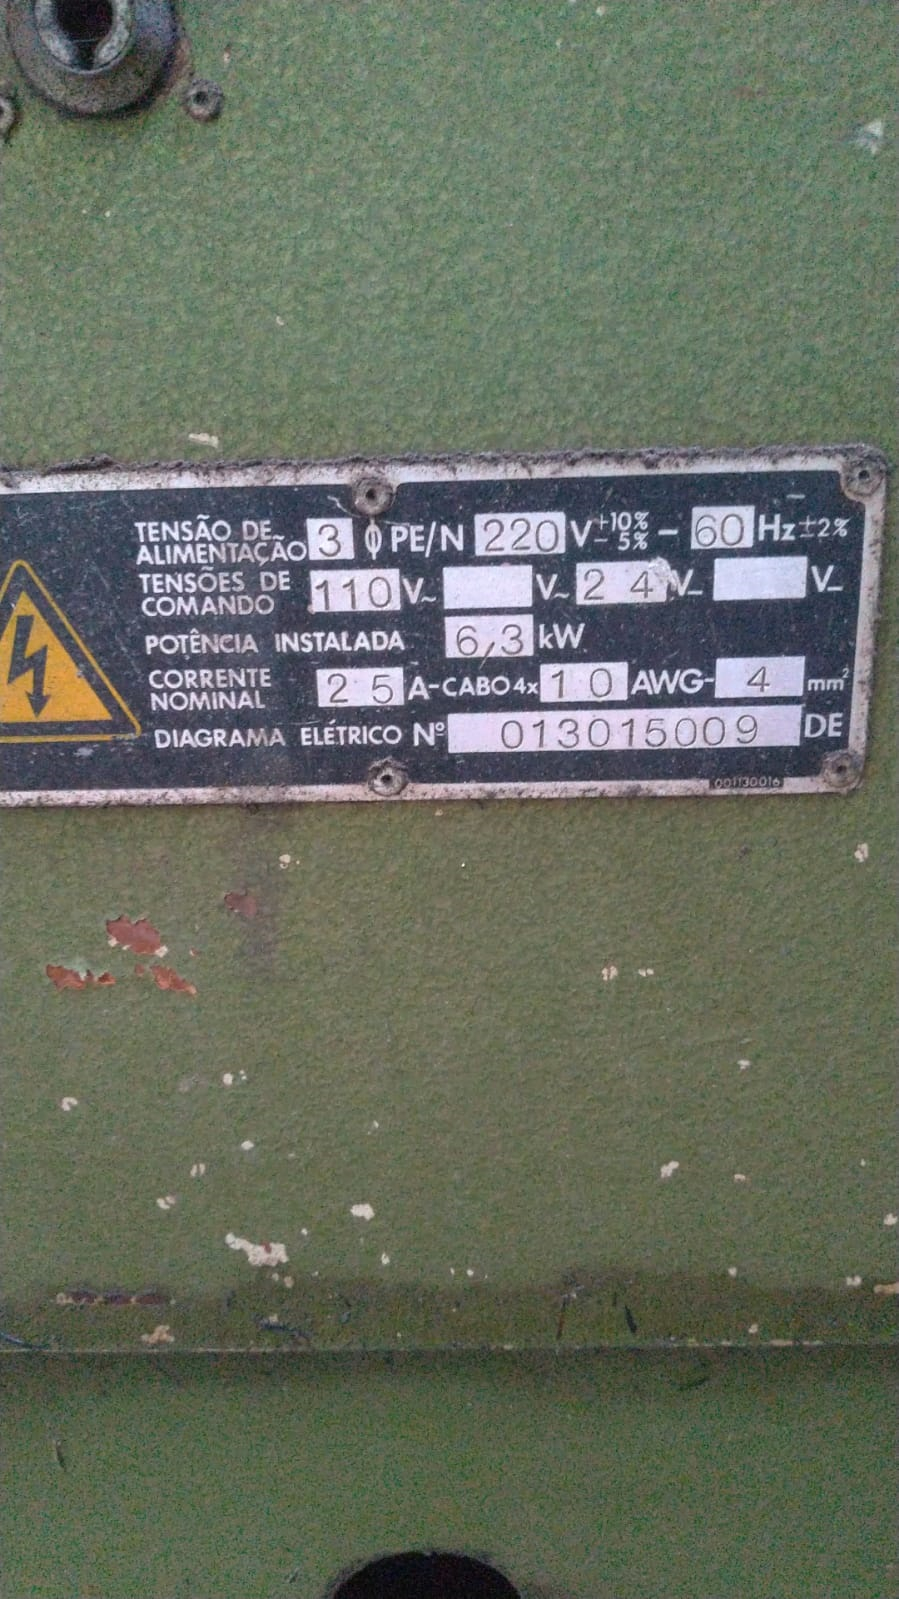 TENSÃO DE ALIMENTAÇÃO 3 ϕ PE/N 220 V +10% - 5% - 60 Hz ±2%
TENSÕES DE COMANDO 110 V~ V~ 24 V- V-
POTÊNCIA INSTALADA 6,3 kW
CORRENTE NOMINAL 25 A-CABO 4x 10 AWG- 4 mm²
DIAGRAMA ELÉTRICO Nº 013015009 DE
001130016